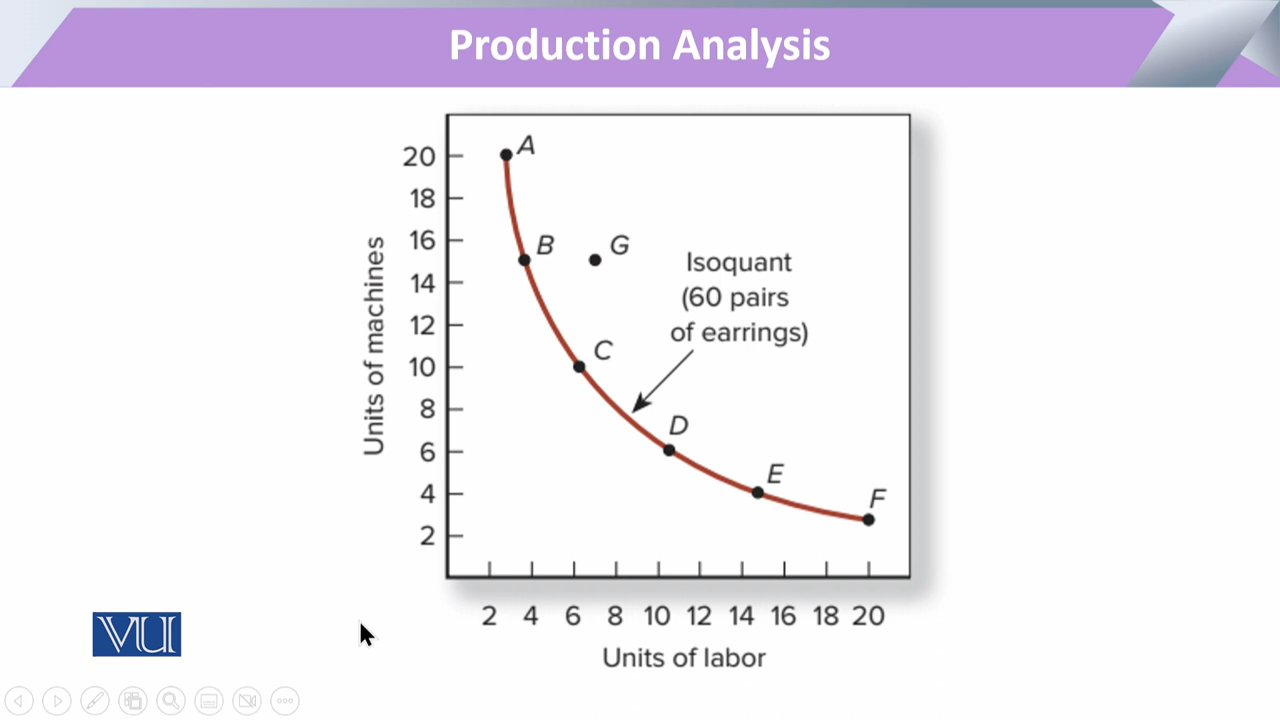 Production Analysis
A
20
18
16
B
G
Isoquant
(60 pairs
of earrings)
14
12
C
10
8
D
6
E
4
F
2
Units of machines
2 4 6 8 10 12 14 16 18 20
Units of labor
VU